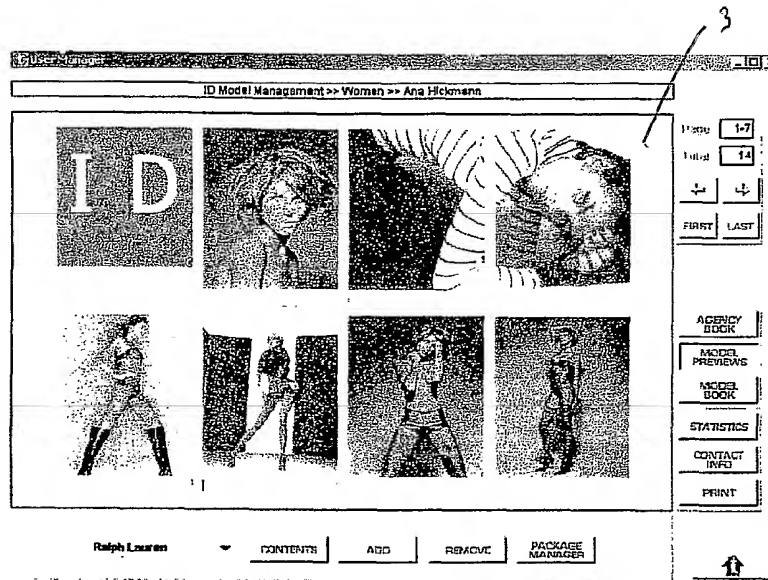 3
User Manager
ID Model Management >> Women >> Ana Hickmann
ID
Page 1-7
Total 14
FIRST LAST
AGENCY BOOK
MODEL PREVIEWS
MODEL BOOK
STATISTICS
CONTACT INFO
PRINT
Ralph Lauren CONTENTS ADD REMOVE PACKAGE MANAGER